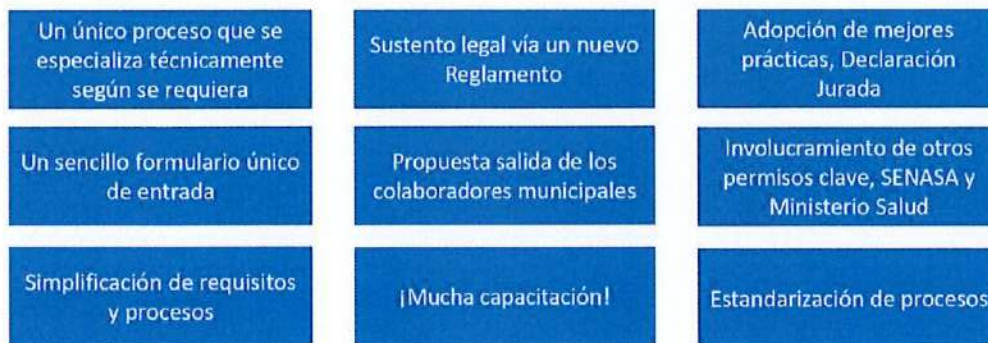 Un único proceso que se
especializa técnicamente
según se requiera
Sustento legal vía un nuevo
Reglamento
Adopción de mejores
prácticas, Declaración
Jurada
Un sencillo formulario único
de entrada
Propuesta salida de los
colaboradores municipales
Involucramiento de otros
permisos clave, SENASA y
Ministerio Salud
Simplificación de requisitos
y procesos
¡Mucha capacitación!
Estandarización de procesos